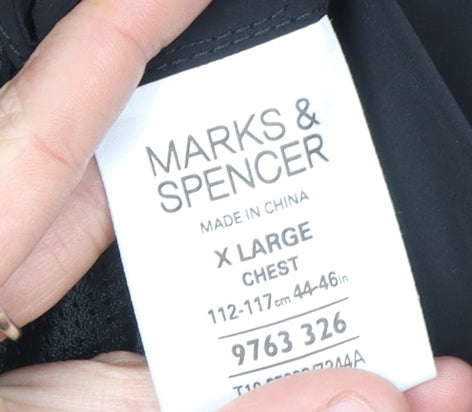 MARKS &
SPENCER
MADE IN CHINA
X LARGE
CHEST
112-117cm 44-46in
9763 326